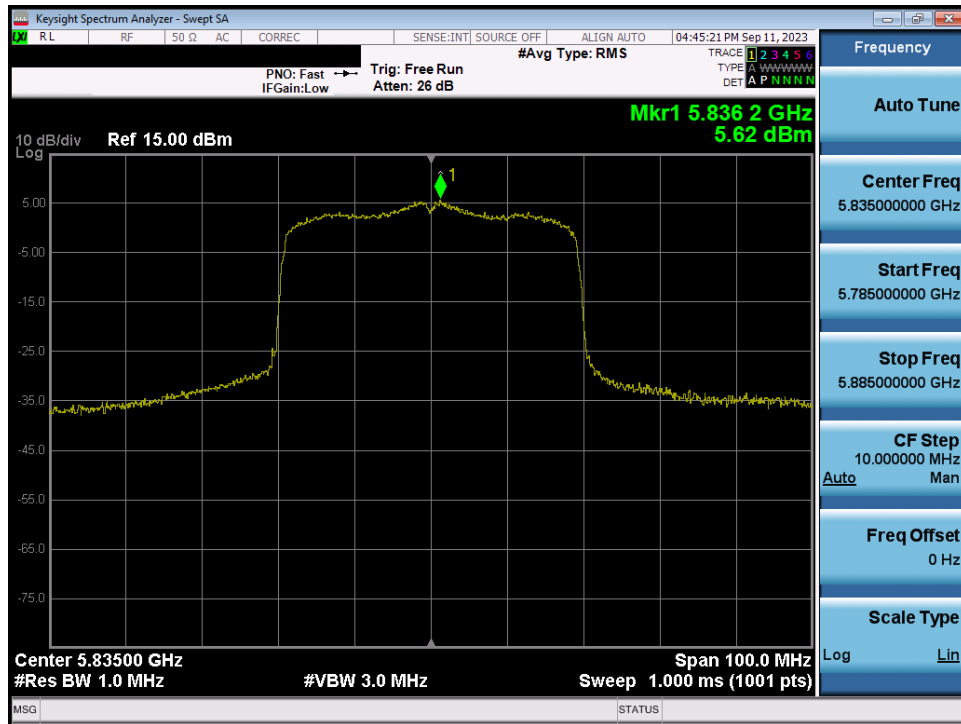 Keysight Spectrum Analyzer - Swept SA
LXI RL RF 50 Ω AC CORREC SENSE:INT SOURCE OFF ALIGN AUTO 04:45:21 PM Sep 11, 2023
#Avg Type: RMS TRACE 1 2 3 4 5 6
PNO: Fast Trig: Free Run TYPE A WWWWW
IFGain:Low Atten: 26 dB DET A P N N N N
Mkr1 5.836 2 GHz
5.62 dBm
10 dB/div Ref 15.00 dBm
Log
1
5.00
-5.00
-15.0
-25.0
-35.0
-45.0
-55.0
-65.0
-75.0
Center 5.83500 GHz Span 100.0 MHz
#Res BW 1.0 MHz #VBW 3.0 MHz Sweep 1.000 ms (1001 pts)
MSG STATUS
Frequency
Auto Tune
Center Freq
5.835000000 GHz
Start Freq
5.785000000 GHz
Stop Freq
5.885000000 GHz
CF Step
10.000000 MHz
Auto Man
Freq Offset
0 Hz
Scale Type
Log Lin